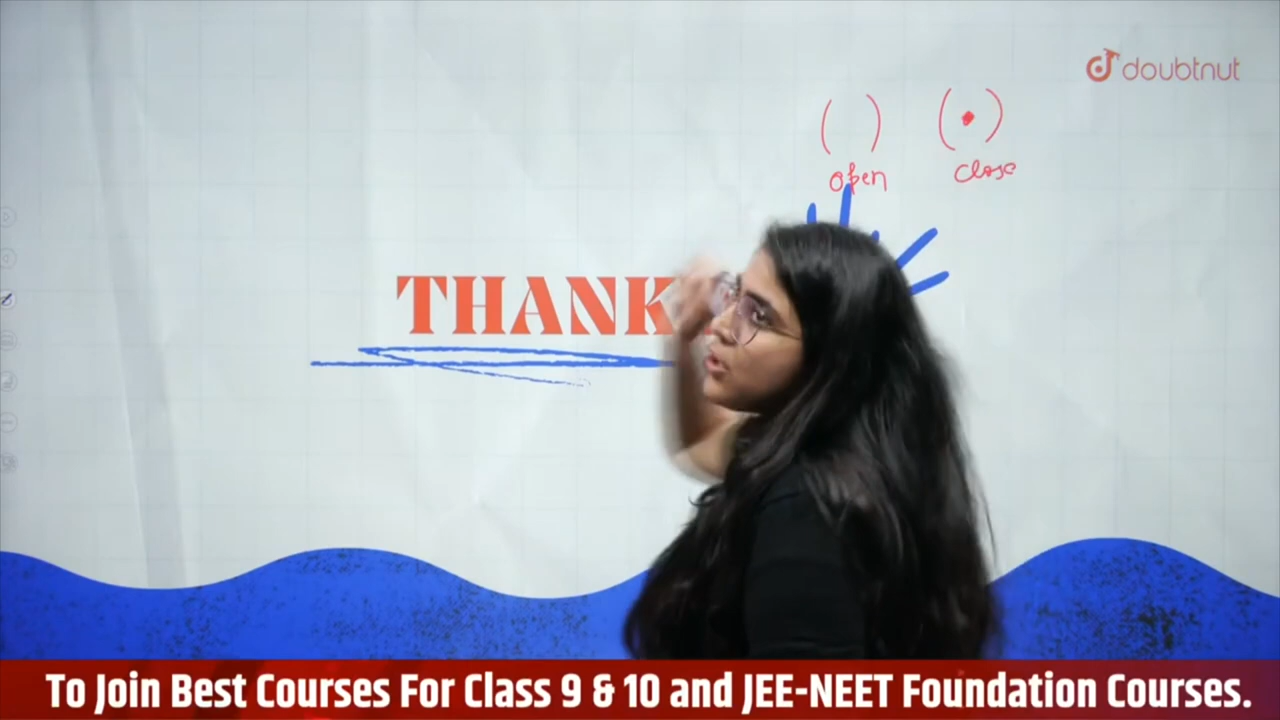 doubtnut
( ) (•)
open close
THANK
To Join Best Courses For Class 9 & 10 and JEE-NEET Foundation Courses.